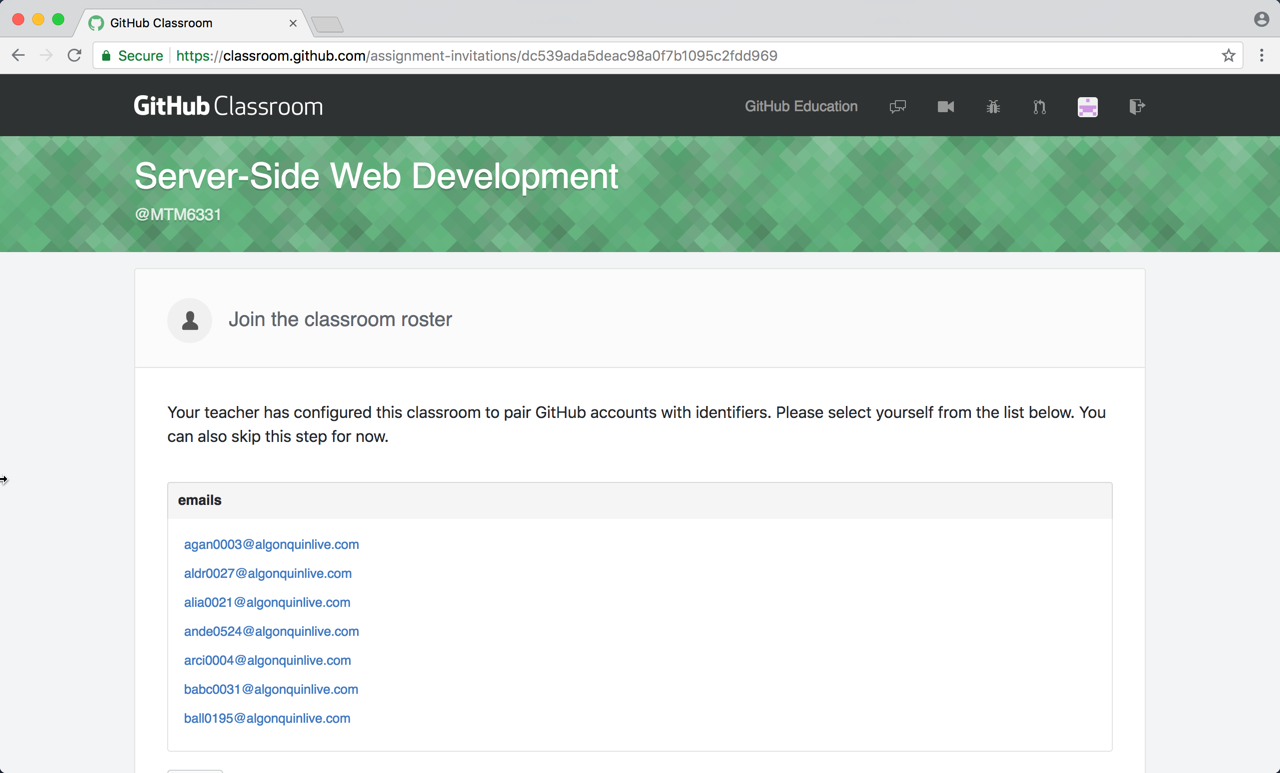 GitHub Classroom
Secure https://classroom.github.com/assignment-invitations/dc539ada5deac98a0f7b1095c2fdd969
GitHub Classroom GitHub Education
Server-Side Web Development
@MTM6331
Join the classroom roster
Your teacher has configured this classroom to pair GitHub accounts with identifiers. Please select yourself from the list below. You
can also skip this step for now.
emails
agan0003@algonquinlive.com
aldr0027@algonquinlive.com
alia0021@algonquinlive.com
ande0524@algonquinlive.com
arci0004@algonquinlive.com
babc0031@algonquinlive.com
ball0195@algonquinlive.com